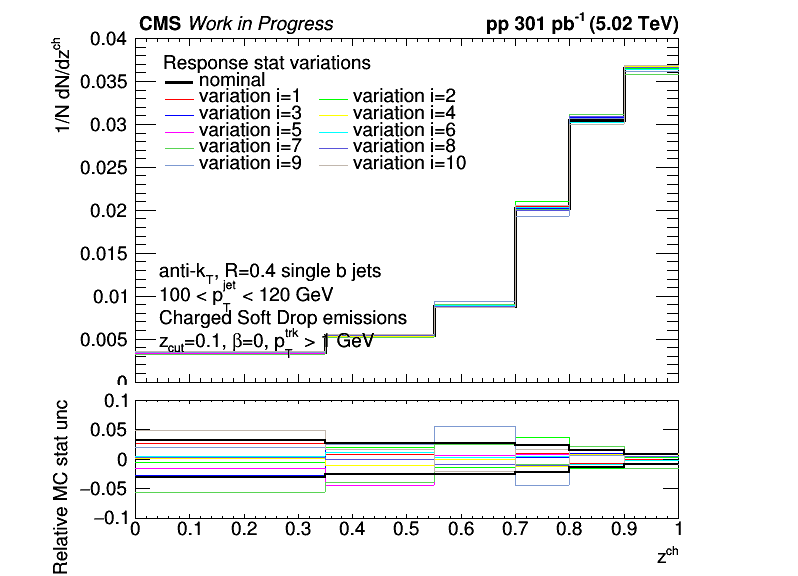 CMS Work in Progress pp 301 pb⁻¹ (5.02 TeV)
1/N dN/dz^ch
0.04
0.035
0.03
0.025
0.02
0.015
0.01
0.005
0
Response stat variations
nominal
variation i=1 variation i=2
variation i=3 variation i=4
variation i=5 variation i=6
variation i=7 variation i=8
variation i=9 variation i=10
anti-k_T, R=0.4 single b jets
100 < p_T^jet < 120 GeV
Charged Soft Drop emissions
z_cut=0.1, β=0, p_T^trk > 1 GeV
Relative MC stat unc
0.1
0.05
0
−0.05
−0.1
0 0.1 0.2 0.3 0.4 0.5 0.6 0.7 0.8 0.9 1
z^ch